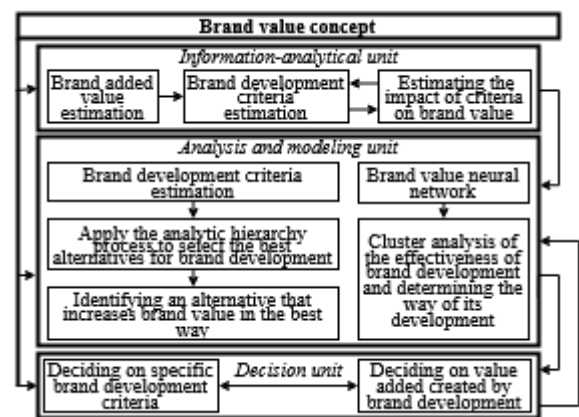 Brand value concept
Information-analytical unit
Brand added
value
estimation
Brand development
criteria
estimation
Estimating the
impact of criteria
on brand value
Analysis and modeling unit
Brand development criteria
estimation
Apply the analytic hierarchy
process to select the best
alternatives for brand development
Identifying an alternative that
increases brand value in the best
way
Brand value neural
network
Cluster analysis of
the effectiveness of
brand development
and determining the
way of its
development
Deciding on specific
brand development
criteria
Decision unit
Deciding on value
added created by
brand development